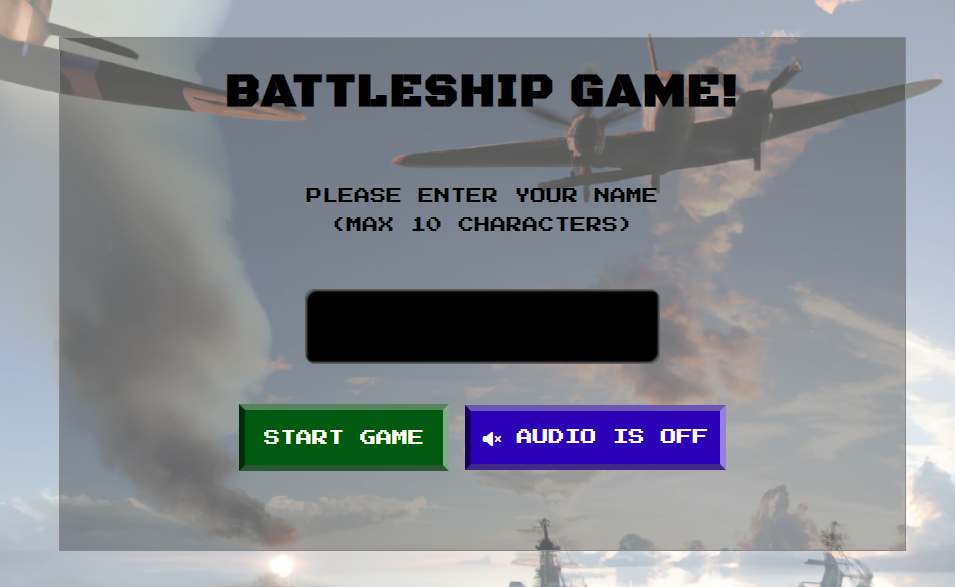 BATTLESHIP GAME!
PLEASE ENTER YOUR NAME
(MAX 10 CHARACTERS)
START GAME
AUDIO IS OFF